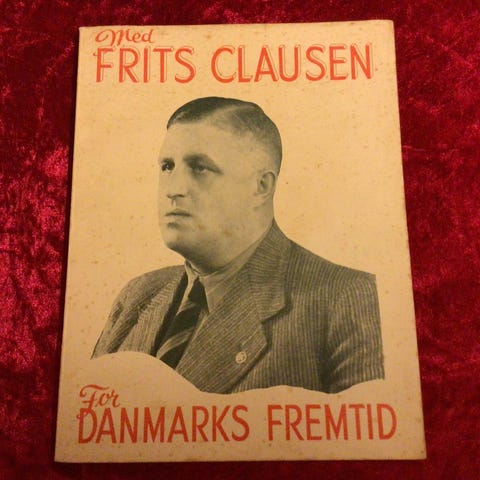 Med
FRITS CLAUSEN
For
DANMARKS FREMTID